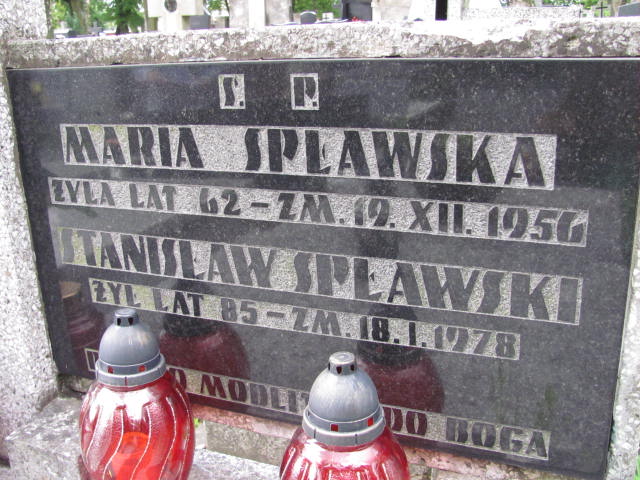 Ś. P.
MARIA SPŁAWSKA
ŻYŁA LAT 62 – ZM. 19. XII. 1956
STANISŁAW SPŁAWSKI
ŻYŁ LAT 85 – ZM. 18. I. 1978
MODLI DO BOGA